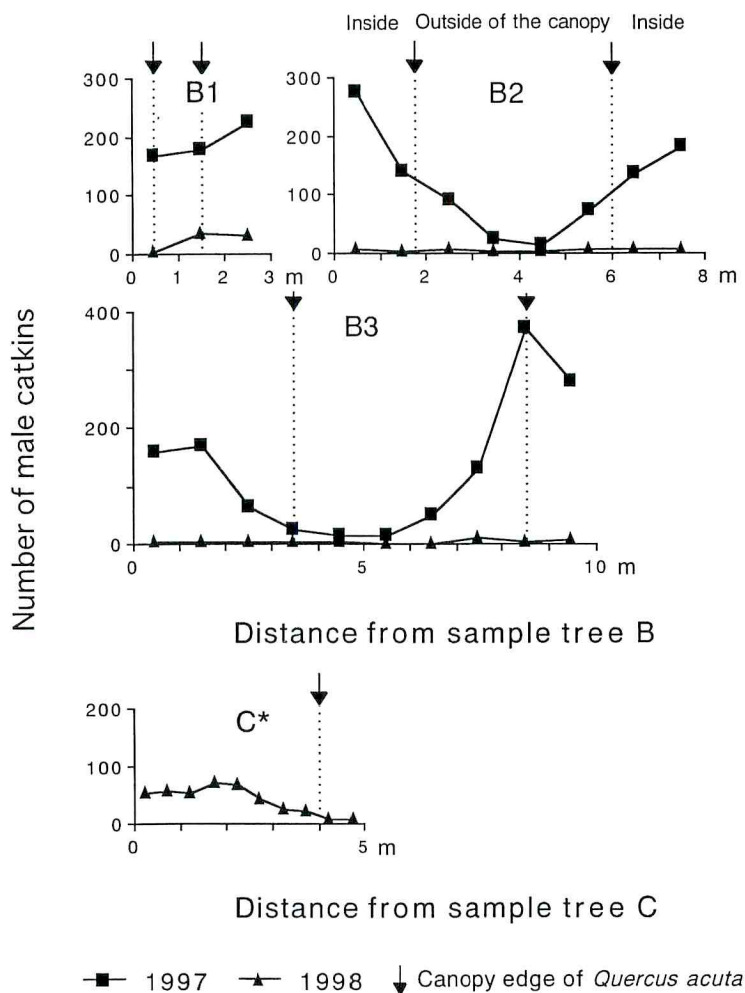 Inside Outside of the canopy Inside
300 B1 300 B2
200 200
100 100
0 0
0 1 2 3 m 0 2 4 6 8 m
400 B3
200
0
0 5 10 m
Number of male catkins
Distance from sample tree B
200 C*
100
0
0 5 m
Distance from sample tree C
1997 1998 Canopy edge of Quercus acuta